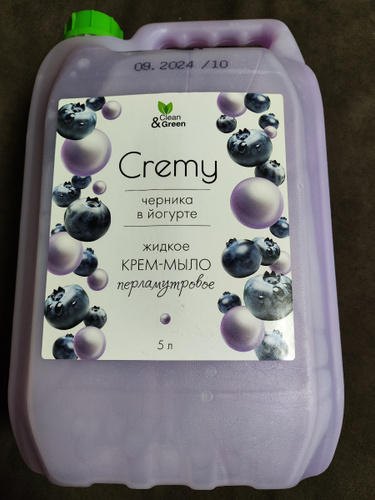 09. 2024 /10
Clean
& Green
Cremy
черника
в йогурте
жидкое
КРЕМ-МЫЛО
перламутровое
5 л